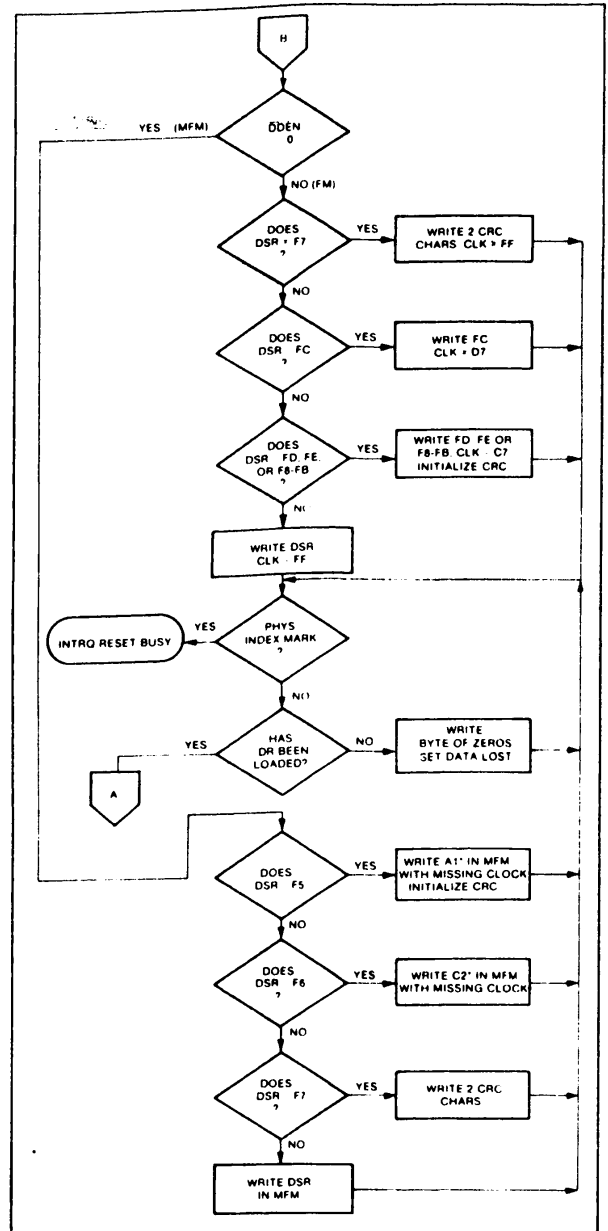 B
YES (MFM)
DDEN
0
NO (FM)
DOES
DSR = F7
?
YES
WRITE 2 CRC
CHARS CLK = FF
NO
DOES
DSR FC
?
YES
WRITE FC
CLK = D7
NO
DOES
DSR FD, FE,
OR F8-FB
?
YES
WRITE FD, FE OR
F8-FB, CLK - C7
INITIALIZE CRC
NO
WRITE DSR
CLK - FF
PHYS
INDEX MARK
?
YES
INTRQ RESET BUSY
NO
HAS
DR BEEN
LOADED?
YES
A
NO
WRITE
BYTE OF ZEROS
SET DATA LOST
DOES
DSR F5
?
YES
WRITE A1* IN MFM
WITH MISSING CLOCK
INITIALIZE CRC
NO
DOES
DSR F6
?
YES
WRITE C2* IN MFM
WITH MISSING CLOCK
NO
DOES
DSR F7
?
YES
WRITE 2 CRC
CHARS
NO
WRITE DSR
IN MFM